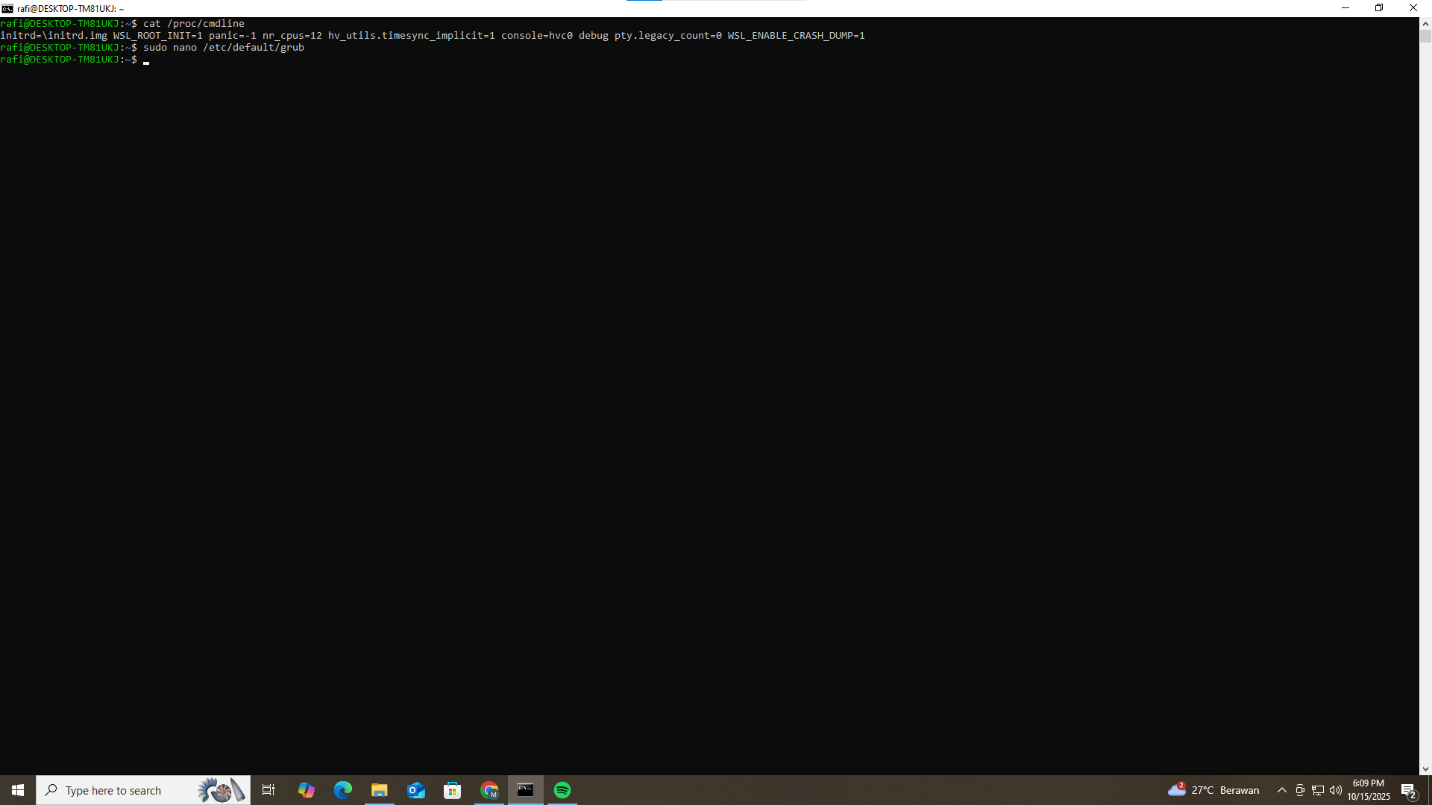 rafi@DESKTOP-TM81UKJ: ~
rafi@DESKTOP-TM81UKJ:~$ cat /proc/cmdline
initrd=\initrd.img WSL_ROOT_INIT=1 panic=-1 nr_cpus=12 hv_utils.timesync_implicit=1 console=hvc0 debug pty.legacy_count=0 WSL_ENABLE_CRASH_DUMP=1
rafi@DESKTOP-TM81UKJ:~$ sudo nano /etc/default/grub
rafi@DESKTOP-TM81UKJ:~$
Type here to search
2
27°C Berawan
6:09 PM
10/15/2025
2